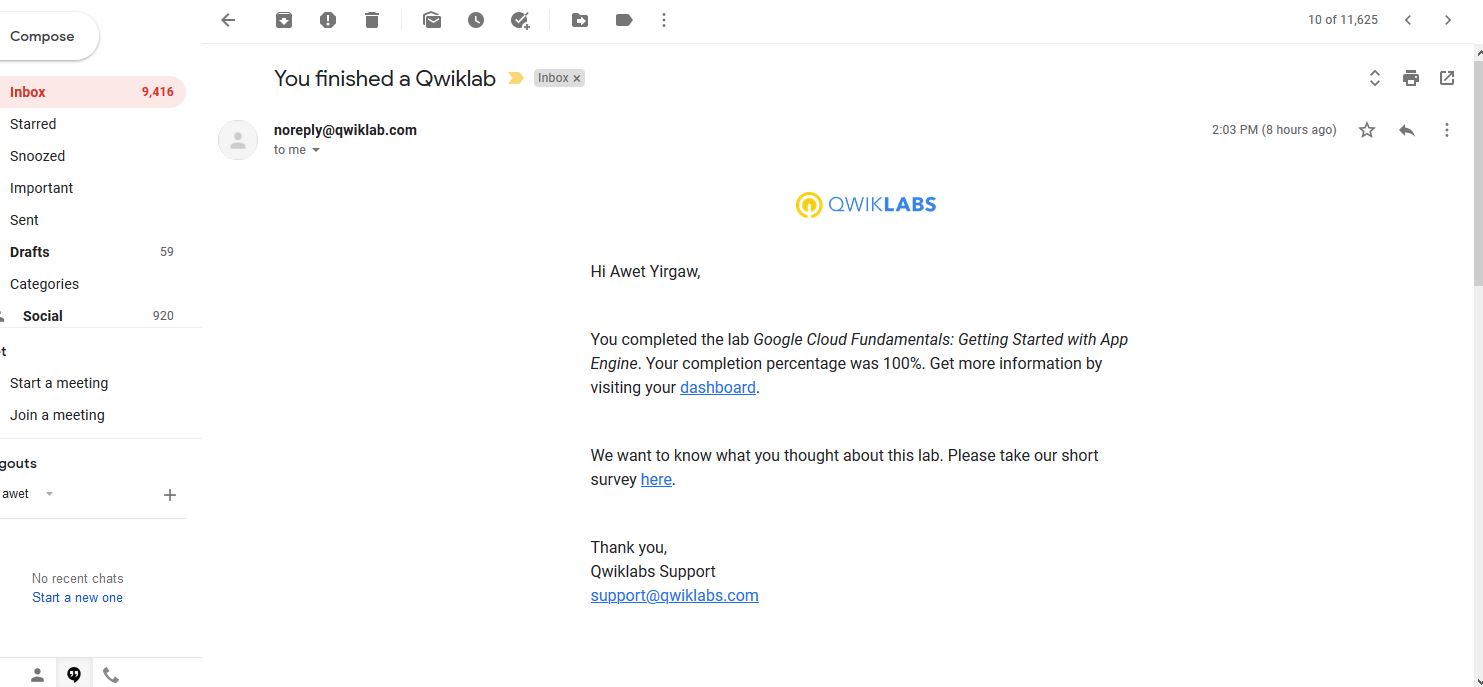 Compose
10 of 11,625
Inbox 9,416
Starred
Snoozed
Important
Sent
Drafts 59
Categories
Social 920
t
Start a meeting
Join a meeting
gouts
awet
No recent chats
Start a new one
You finished a Qwiklab Inbox ×
noreply@qwiklab.com 2:03 PM (8 hours ago)
to me
QWIKLABS
Hi Awet Yirgaw,
You completed the lab Google Cloud Fundamentals: Getting Started with App
Engine. Your completion percentage was 100%. Get more information by
visiting your dashboard.
We want to know what you thought about this lab. Please take our short
survey here.
Thank you,
Qwiklabs Support
support@qwiklabs.com